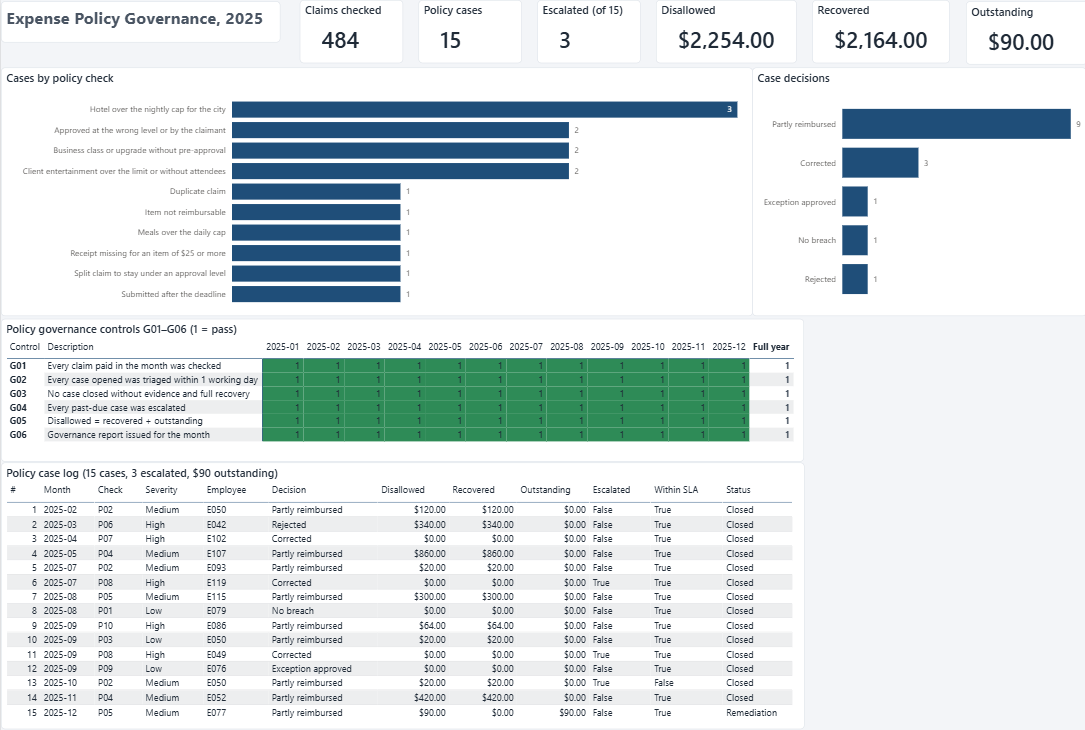 Expense Policy Governance, 2025
Claims checked
484
Policy cases
15
Escalated (of 15)
3
Disallowed
$2,254.00
Recovered
$2,164.00
Outstanding
$90.00
Cases by policy check
Hotel over the nightly cap for the city 3
Approved at the wrong level or by the claimant 2
Business class or upgrade without pre-approval 2
Client entertainment over the limit or without attendees 2
Duplicate claim 1
Item not reimbursable 1
Meals over the daily cap 1
Receipt missing for an item of $25 or more 1
Split claim to stay under an approval level 1
Submitted after the deadline 1
Case decisions
Partly reimbursed 9
Corrected 3
Exception approved 1
No breach 1
Rejected 1
Policy governance controls G01–G06 (1 = pass)
Control Description 2025-01 2025-02 2025-03 2025-04 2025-05 2025-06 2025-07 2025-08 2025-09 2025-10 2025-11 2025-12 Full year
G01 Every claim paid in the month was checked 1 1 1 1 1 1 1 1 1 1 1 1 1
G02 Every case opened was triaged within 1 working day 1 1 1 1 1 1 1 1 1 1 1 1 1
G03 No case closed without evidence and full recovery 1 1 1 1 1 1 1 1 1 1 1 1 1
G04 Every past-due case was escalated 1 1 1 1 1 1 1 1 1 1 1 1 1
G05 Disallowed = recovered + outstanding 1 1 1 1 1 1 1 1 1 1 1 1 1
G06 Governance report issued for the month 1 1 1 1 1 1 1 1 1 1 1 1 1
Policy case log (15 cases, 3 escalated, $90 outstanding)
# Month Check Severity Employee Decision Disallowed Recovered Outstanding Escalated Within SLA Status
1 2025-02 P02 Medium E050 Partly reimbursed $120.00 $120.00 $0.00 False True Closed
2 2025-03 P06 High E042 Rejected $340.00 $340.00 $0.00 False True Closed
3 2025-04 P07 High E102 Corrected $0.00 $0.00 $0.00 False True Closed
4 2025-05 P04 Medium E107 Partly reimbursed $860.00 $860.00 $0.00 False True Closed
5 2025-07 P02 Medium E093 Partly reimbursed $20.00 $20.00 $0.00 False True Closed
6 2025-07 P08 High E119 Corrected $0.00 $0.00 $0.00 True True Closed
7 2025-08 P05 Medium E115 Partly reimbursed $300.00 $300.00 $0.00 False True Closed
8 2025-08 P01 Low E079 No breach $0.00 $0.00 $0.00 False True Closed
9 2025-09 P10 High E086 Partly reimbursed $64.00 $64.00 $0.00 False True Closed
10 2025-09 P03 Low E050 Partly reimbursed $20.00 $20.00 $0.00 False True Closed
11 2025-09 P08 High E049 Corrected $0.00 $0.00 $0.00 True True Closed
12 2025-09 P09 Low E076 Exception approved $0.00 $0.00 $0.00 False True Closed
13 2025-10 P02 Medium E050 Partly reimbursed $20.00 $20.00 $0.00 True False Closed
14 2025-11 P04 Medium E052 Partly reimbursed $420.00 $420.00 $0.00 False True Closed
15 2025-12 P05 Medium E077 Partly reimbursed $90.00 $0.00 $90.00 False True Remediation